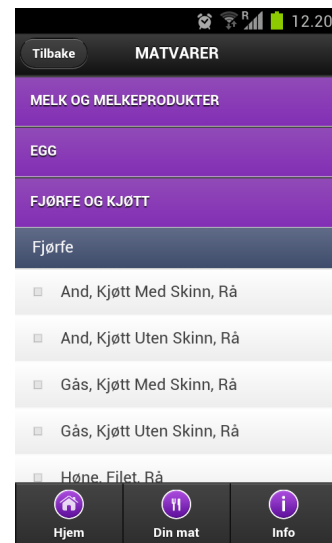 R 12.20
Tilbake MATVARER
MELK OG MELKEPRODUKTER
EGG
FJØRFE OG KJØTT
Fjørfe
And, Kjøtt Med Skinn, Rå
And, Kjøtt Uten Skinn, Rå
Gås, Kjøtt Med Skinn, Rå
Gås, Kjøtt Uten Skinn, Rå
Høne, Filet, Rå
Hjem Din mat Info